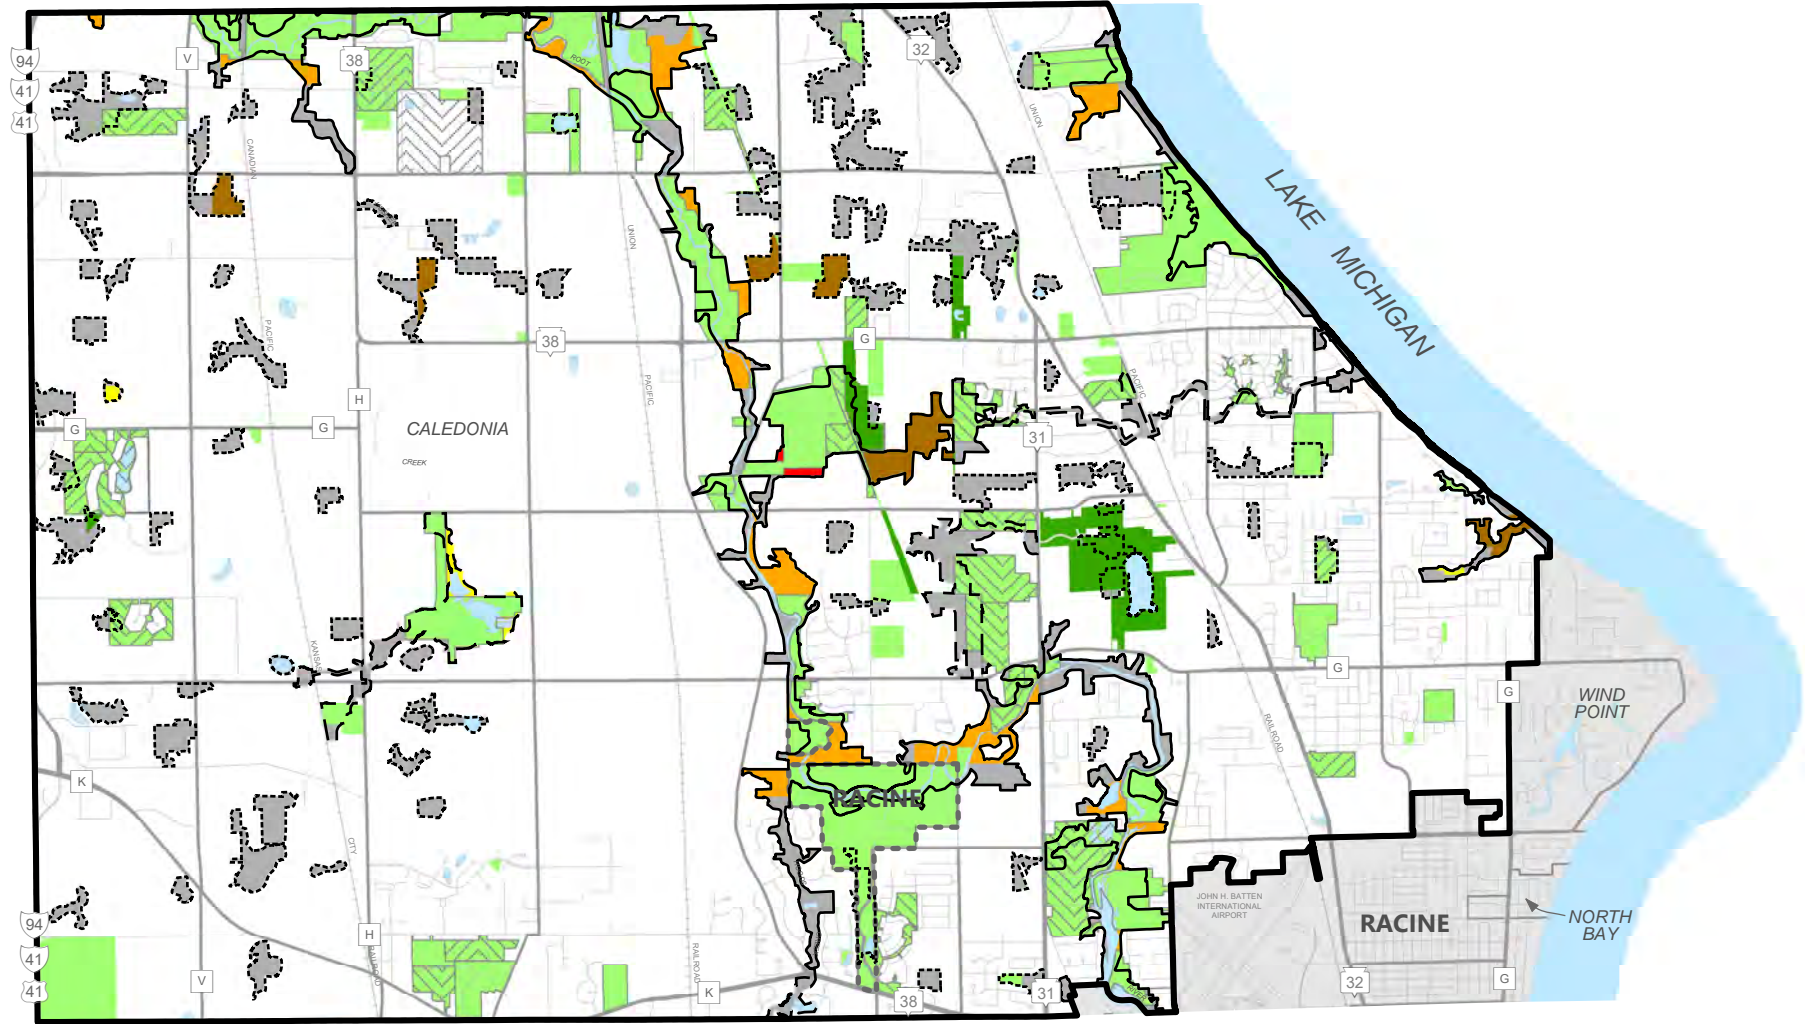 94
41
41
V
38
ROOT
32
UNION
CANADIAN
LAKE
MICHIGAN
UNION
PACIFIC
38
G
PACIFIC
PACIFIC
H
G
G
CALEDONIA
CREEK
31
KANSAS
G
G
WIND
POINT
RAILROAD
K
RACINE
CITY
JOHN H. BATTEN
INTERNATIONAL
AIRPORT
RACINE
NORTH
BAY
94
41
41
H
V
RAILROAD
RAILROAD
K
38
31
RIVER
32
G